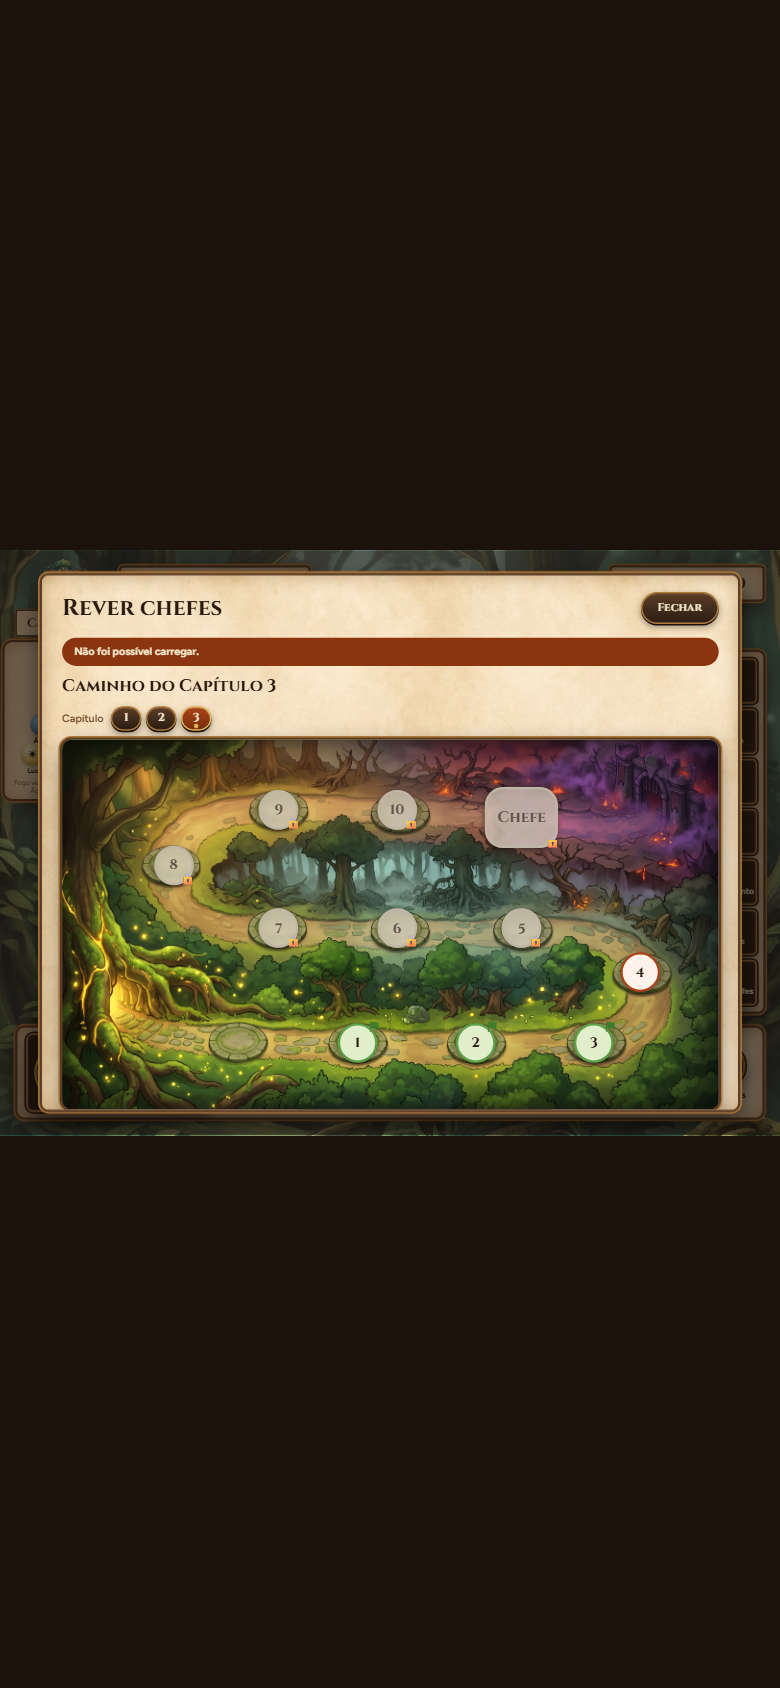 Rever chefes
Fechar
Não foi possível carregar.
Caminho do Capítulo 3
Capítulo 1 2 3
9 10 Chefe
8
7 6 5
4
1 2 3